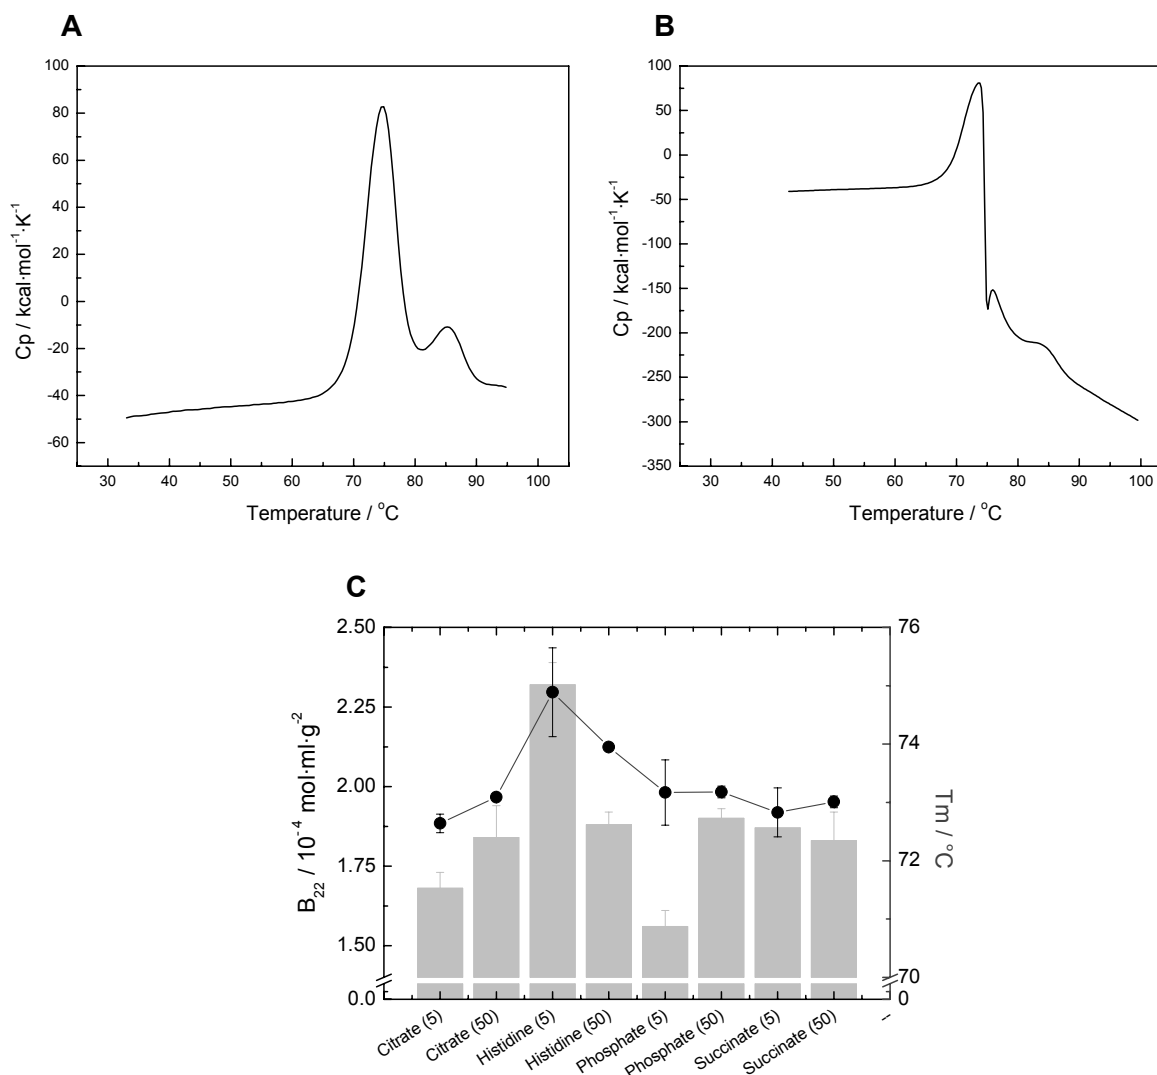 A
100
80
60
40
20
0
-20
-40
-60
30 40 50 60 70 80 90 100
Cp / kcal·mol⁻¹·K⁻¹
Temperature / °C
B
100
50
0
-50
-100
-150
-200
-250
-300
-350
30 40 50 60 70 80 90 100
Cp / kcal·mol⁻¹·K⁻¹
Temperature / °C
C
2.50
2.25
2.00
1.75
1.50
0.0
B₂₂ / 10⁻⁴ mol·ml·g⁻²
76
74
72
70
0
Tm / °C
Citrate (5)
Citrate (50)
Histidine (5)
Histidine (50)
Phosphate (5)
Phosphate (50)
Succinate (5)
Succinate (50)
--